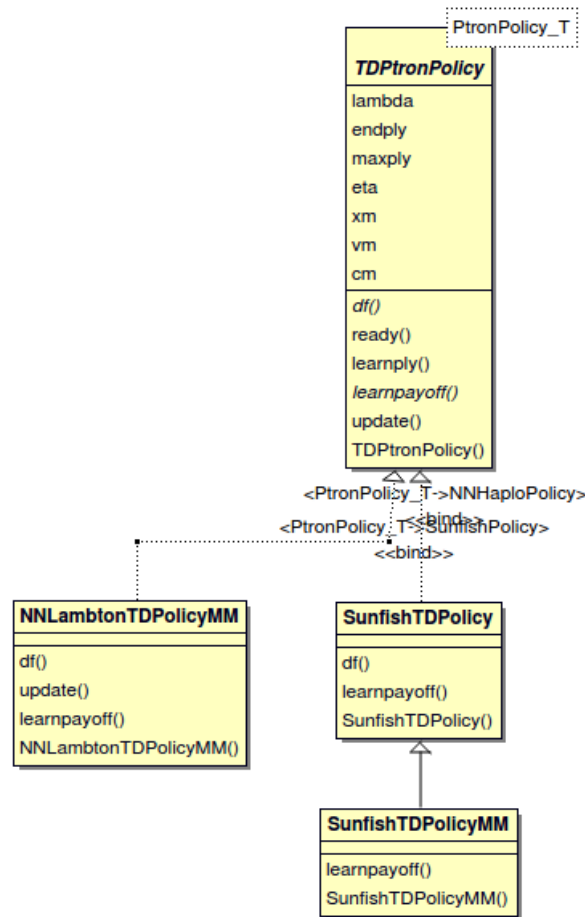 PtronPolicy_T
TDPtronPolicy
lambda
endply
maxply
eta
xm
vm
cm
df()
ready()
learnply()
learnpayoff()
update()
TDPtronPolicy()
<PtronPolicy_T->NNHaploPolicy>
<<bind>>
<PtronPolicy_T->SunfishPolicy>
<<bind>>
NNLambtonTDPolicyMM
df()
update()
learnpayoff()
NNLambtonTDPolicyMM()
SunfishTDPolicy
df()
learnpayoff()
SunfishTDPolicy()
SunfishTDPolicyMM
learnpayoff()
SunfishTDPolicyMM()